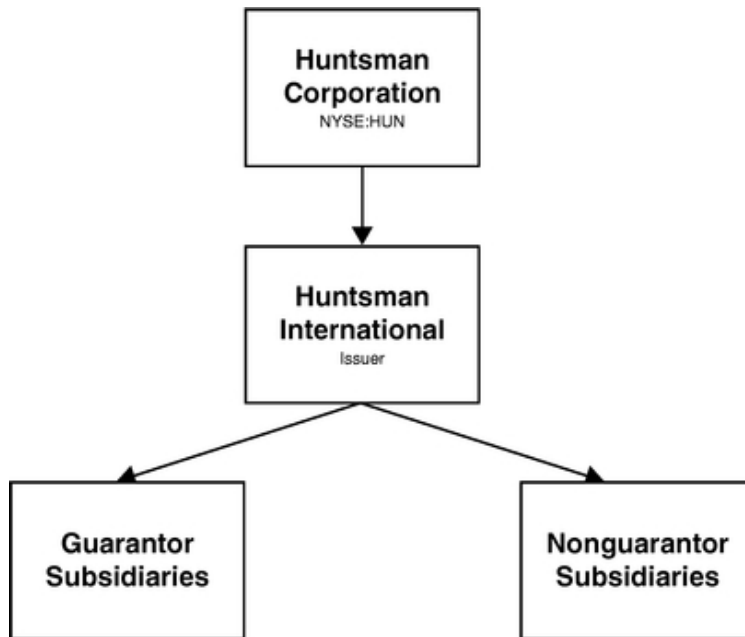 Huntsman
Corporation
NYSE:HUN
Huntsman
International
Issuer
Guarantor
Subsidiaries
Nonguarantor
Subsidiaries